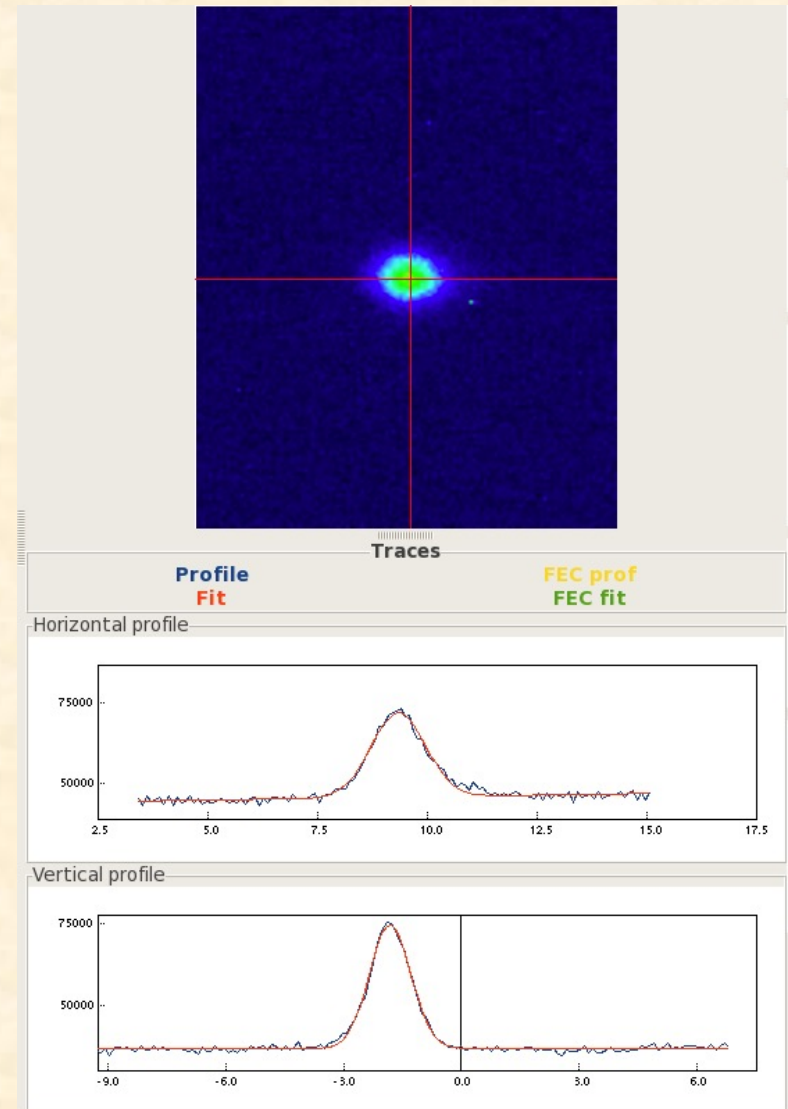 Traces
Profile FEC prof
Fit FEC fit
Horizontal profile
75000
50000
2.5 5.0 7.5 10.0 12.5 15.0 17.5
Vertical profile
75000
50000
-9.0 -6.0 -3.0 0.0 3.0 6.0